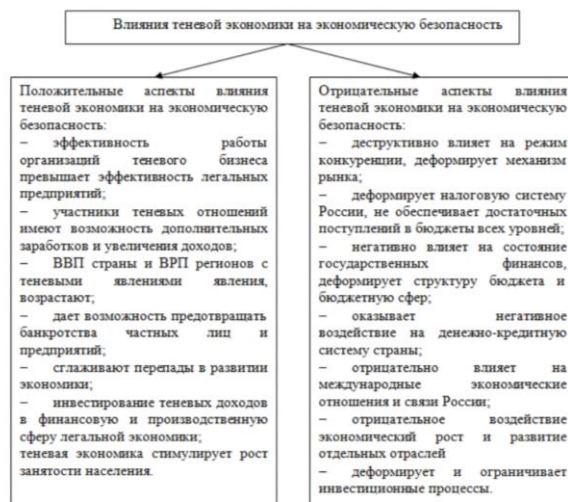 Влияния теневой экономики на экономическую безопасность
Положительные аспекты влияния
теневой экономики на экономическую
безопасность:
– эффективность работы
организаций теневого бизнеса
превышает эффективность легальных
предприятий;
– участники теневых отношений
имеют возможность дополнительных
заработков и увеличения доходов;
– ВВП страны и ВРП регионов с
теневыми явлениями явления,
возрастают;
– дает возможность предотвращать
банкротства частных лиц и
предприятий;
– сглаживают перепады в развитии
экономики;
– инвестирование теневых доходов
в финансовую и производственную
сферу легальной экономики;
теневая экономика стимулирует рост
занятости населения.
Отрицательные аспекты влияния
теневой экономики на экономическую
безопасность:
– деструктивно влияет на режим
конкуренции, деформирует механизм
рынка;
– деформирует налоговую систему
России, не обеспечивает достаточных
поступлений в бюджеты всех уровней;
– негативно влияет на состояние
государственных финансов,
деформирует структуру бюджета и
бюджетную сфер;
– оказывает негативное
воздействие на денежно-кредитную
систему страны;
– отрицательно влияет на
международные экономические
отношения и связи России;
– отрицательное воздействие
экономический рост и развитие
отдельных отраслей
– деформирует и ограничивает
инвестиционные процессы.